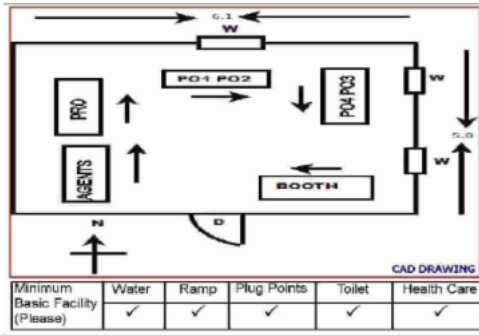 6.1
W
PO1 PO2
PO4 PO3
W
PRO
5.0
AGENTS
W
BOOTH
N
D
CAD DRAWING
Minimum Basic Facility (Please)
Water
Ramp
Plug Points
Toilet
Health Care
✓ ✓ ✓ ✓ ✓